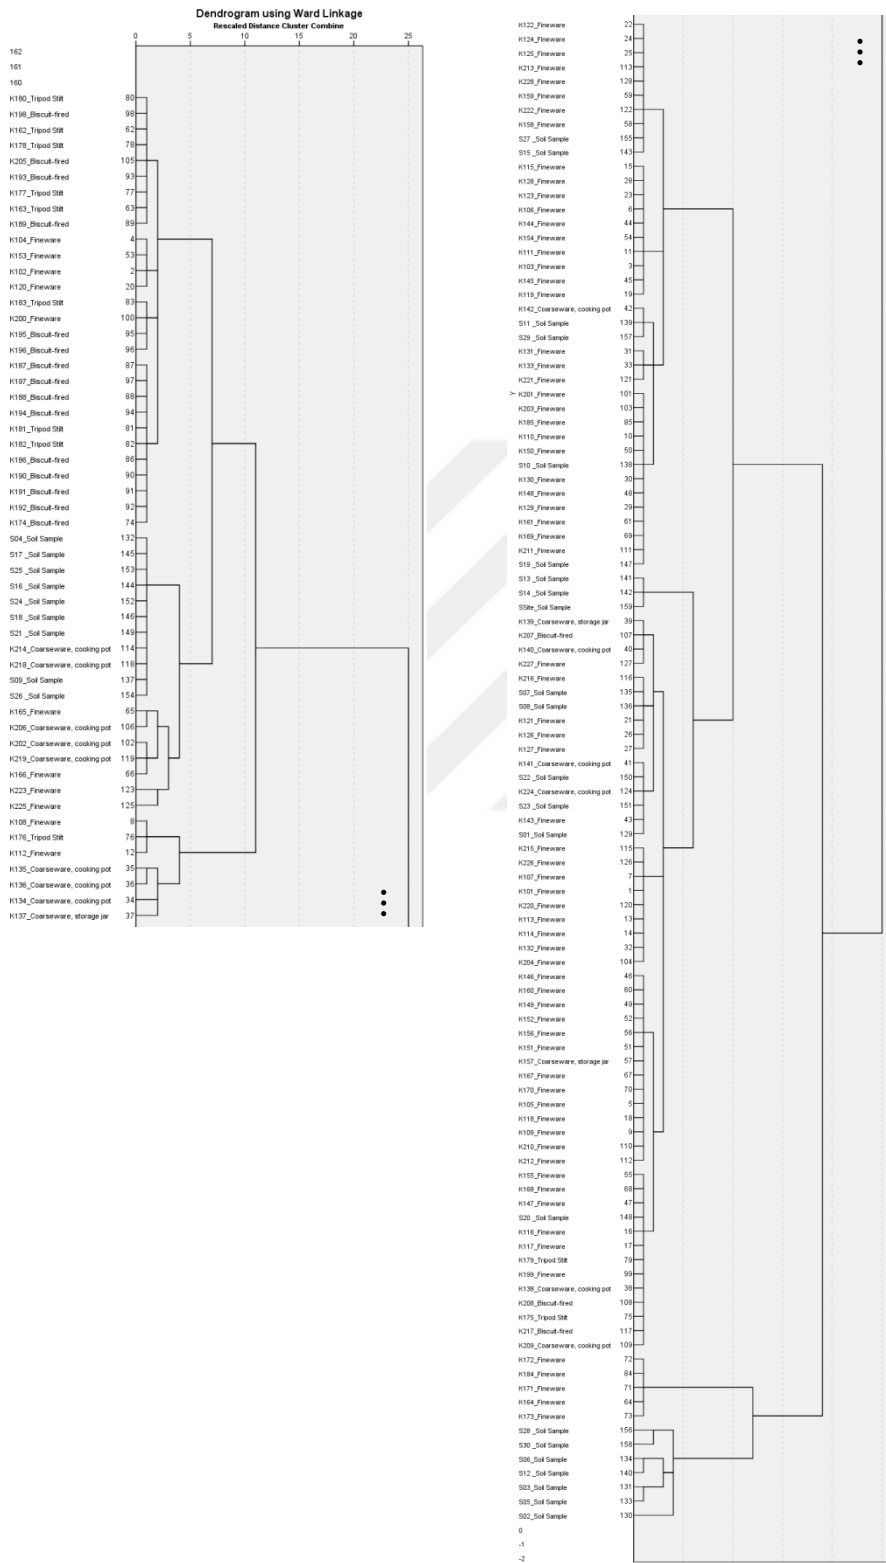 Dendrogram using Ward Linkage
Rescaled Distance Cluster Combine
0 5 10 15 20 25
162
161
160
K180_Tripod Stilt 80
K198_Biscuit-fired 98
K162_Tripod Stilt 62
K178_Tripod Stilt 78
K205_Biscuit-fired 105
K193_Biscuit-fired 93
K177_Tripod Stilt 77
K163_Tripod Stilt 63
K189_Biscuit-fired 89
K104_Fineware 4
K153_Fineware 53
K102_Fineware 2
K120_Fineware 20
K183_Tripod Stilt 83
K200_Fineware 100
K195_Biscuit-fired 95
K196_Biscuit-fired 96
K187_Biscuit-fired 87
K197_Biscuit-fired 97
K188_Biscuit-fired 88
K194_Biscuit-fired 94
K181_Tripod Stilt 81
K182_Tripod Stilt 82
K186_Biscuit-fired 86
K190_Biscuit-fired 90
K191_Biscuit-fired 91
K192_Biscuit-fired 92
K174_Biscuit-fired 74
S04_Soil Sample 132
S17 _Soil Sample 145
S25 _Soil Sample 153
S16 _Soil Sample 144
S24 _Soil Sample 152
S18 _Soil Sample 146
S21 _Soil Sample 149
K214_Coarseware, cooking pot 114
K218_Coarseware, cooking pot 118
S09_Soil Sample 137
S26 _Soil Sample 154
K165_Fineware 65
K206_Coarseware, cooking pot 106
K202_Coarseware, cooking pot 102
K219_Coarseware, cooking pot 119
K166_Fineware 66
K223_Fineware 123
K225_Fineware 125
K108_Fineware 8
K176_Tripod Stilt 76
K112_Fineware 12
K135_Coarseware, cooking pot 35
K136_Coarseware, cooking pot 36
K134_Coarseware, cooking pot 34
K137_Coarseware, storage jar 37
K122_Fineware 22
K124_Fineware 24
K125_Fineware 25
K213_Fineware 113
K228_Fineware 128
K159_Fineware 59
K222_Fineware 122
K158_Fineware 58
S27 _Soil Sample 155
S15 _Soil Sample 143
K115_Fineware 15
K128_Fineware 28
K123_Fineware 23
K106_Fineware 6
K144_Fineware 44
K154_Fineware 54
K111_Fineware 11
K103_Fineware 3
K145_Fineware 45
K119_Fineware 19
K142_Coarseware, cooking pot 42
S11 _Soil Sample 139
S29 _Soil Sample 157
K131_Fineware 31
K133_Fineware 33
K221_Fineware 121
Y K201_Fineware 101
K203_Fineware 103
K185_Fineware 85
K110_Fineware 10
K150_Fineware 50
S10 _Soil Sample 138
K130_Fineware 30
K148_Fineware 48
K129_Fineware 29
K161_Fineware 61
K169_Fineware 69
K211_Fineware 111
S19 _Soil Sample 147
S13 _Soil Sample 141
S14 _Soil Sample 142
SSite_Soil Sample 159
K139_Coarseware, storage jar 39
K207_Biscuit-fired 107
K140_Coarseware, cooking pot 40
K227_Fineware 127
K216_Fineware 116
S07_Soil Sample 135
S08_Soil Sample 136
K121_Fineware 21
K126_Fineware 26
K127_Fineware 27
K141_Coarseware, cooking pot 41
S22 _Soil Sample 150
K224_Coarseware, cooking pot 124
S23 _Soil Sample 151
K143_Fineware 43
S01_Soil Sample 129
K215_Fineware 115
K226_Fineware 126
K107_Fineware 7
K101_Fineware 1
K220_Fineware 120
K113_Fineware 13
K114_Fineware 14
K132_Fineware 32
K204_Fineware 104
K146_Fineware 46
K160_Fineware 60
K149_Fineware 49
K152_Fineware 52
K156_Fineware 56
K151_Fineware 51
K157_Coarseware, storage jar 57
K167_Fineware 67
K170_Fineware 70
K105_Fineware 5
K118_Fineware 18
K109_Fineware 9
K210_Fineware 110
K212_Fineware 112
K155_Fineware 55
K168_Fineware 68
K147_Fineware 47
S20 _Soil Sample 148
K116_Fineware 16
K117_Fineware 17
K179_Tripod Stilt 79
K199_Fineware 99
K138_Coarseware, cooking pot 38
K208_Biscuit-fired 108
K175_Tripod Stilt 75
K217_Biscuit-fired 117
K209_Coarseware, cooking pot 109
K172_Fineware 72
K184_Fineware 84
K171_Fineware 71
K164_Fineware 64
K173_Fineware 73
S28 _Soil Sample 156
S30 _Soil Sample 158
S06_Soil Sample 134
S12 _Soil Sample 140
S03_Soil Sample 131
S05_Soil Sample 133
S02_Soil Sample 130
0
-1
-2